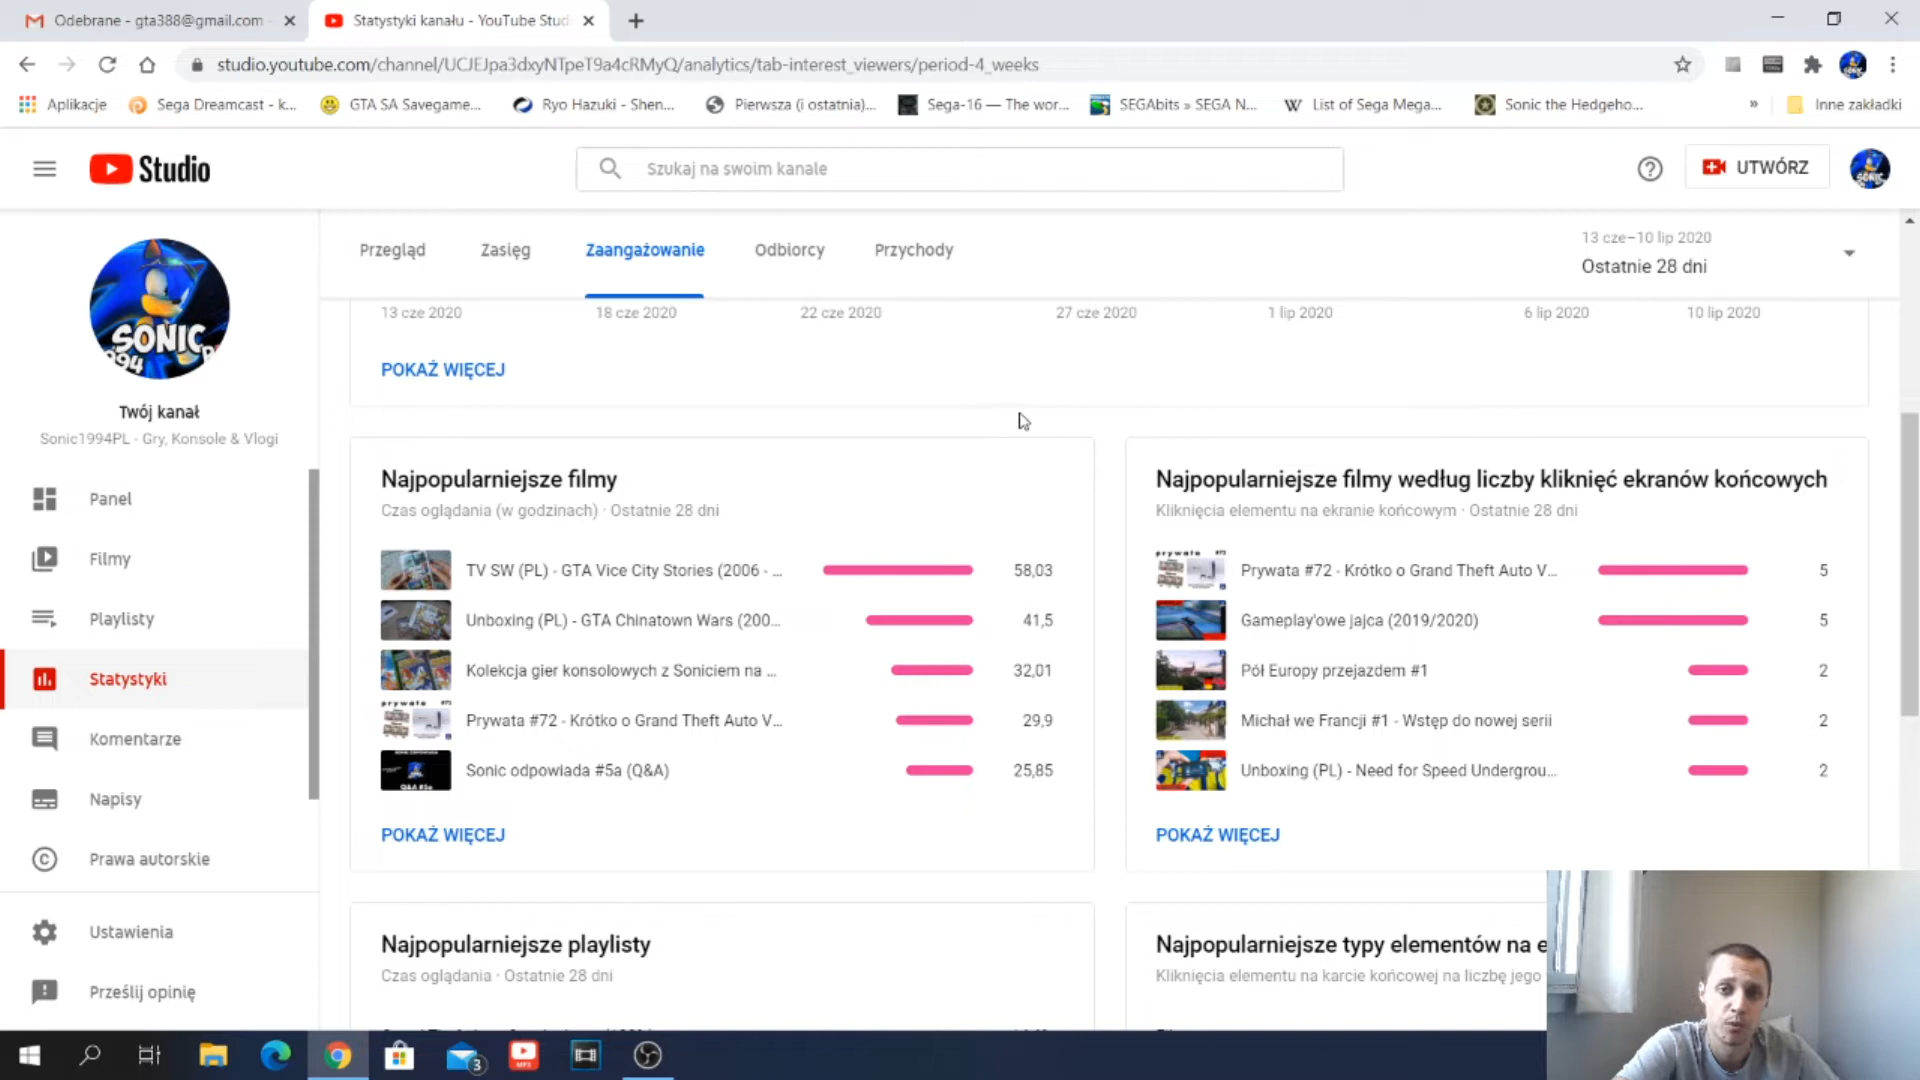 Odebrane - gta388@gmail.com
Statystyki kanału - YouTube Stud
studio.youtube.com/channel/UCJEJpa3dxyNTpeT9a4cRMyQ/analytics/tab-interest_viewers/period-4_weeks
Aplikacje
Sega Dreamcast - k...
GTA SA Savegame...
Ryo Hazuki - Shen...
Pierwsza (i ostatnia)...
Sega-16 — The wor...
SEGAbits » SEGA N...
List of Sega Mega...
Sonic the Hedgeho...
»
Inne zakładki
Studio
Szukaj na swoim kanale
UTWÓRZ
Przegląd
Zasięg
Zaangażowanie
Odbiorcy
Przychody
13 cze–10 lip 2020
Ostatnie 28 dni
SONIC
Twój kanał
Sonic1994PL - Gry, Konsole & Vlogi
Panel
Filmy
Playlisty
Statystyki
Komentarze
Napisy
Prawa autorskie
Ustawienia
Prześlij opinię
13 cze 2020
18 cze 2020
22 cze 2020
27 cze 2020
1 lip 2020
6 lip 2020
10 lip 2020
POKAŻ WIĘCEJ
Najpopularniejsze filmy
Czas oglądania (w godzinach) · Ostatnie 28 dni
TV SW (PL) - GTA Vice City Stories (2006 - ...
58,03
Unboxing (PL) - GTA Chinatown Wars (200...
41,5
Kolekcja gier konsolowych z Soniciem na ...
32,01
prywata #72
Prywata #72 - Krótko o Grand Theft Auto V...
29,9
Q&A #5a
Sonic odpowiada #5a (Q&A)
25,85
POKAŻ WIĘCEJ
Najpopularniejsze filmy według liczby kliknięć ekranów końcowych
Kliknięcia elementu na ekranie końcowym · Ostatnie 28 dni
prywata #72
Prywata #72 - Krótko o Grand Theft Auto V...
5
Gameplay'owe jajca (2019/2020)
5
Pół Europy przejazdem #1
2
Michał we Francji #1 - Wstęp do nowej serii
2
Unboxing (PL) - Need for Speed Undergrou...
2
POKAŻ WIĘCEJ
Najpopularniejsze playlisty
Czas oglądania · Ostatnie 28 dni
Najpopularniejsze typy elementów na e
Kliknięcia elementu na karcie końcowej na liczbę jego
3
MP3